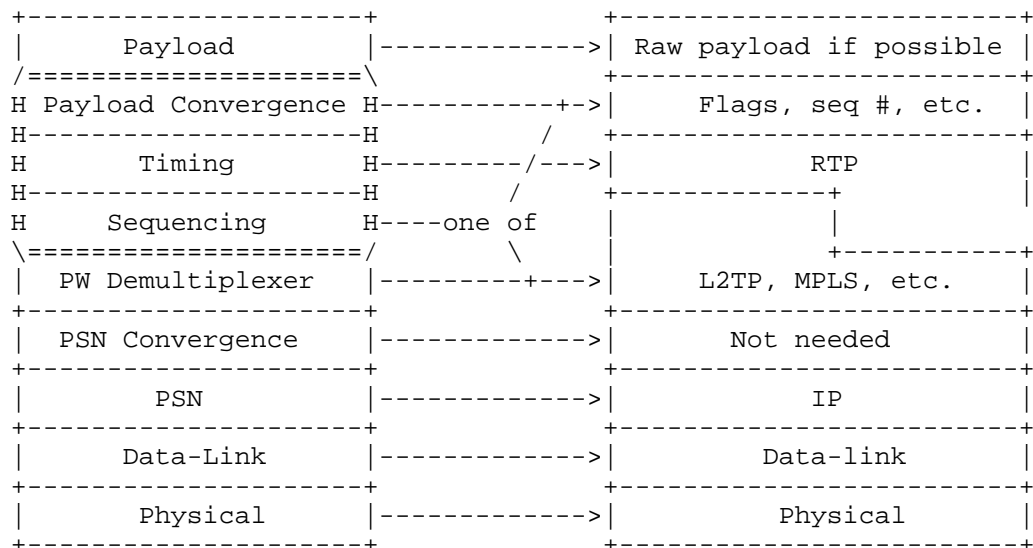 Payload Raw payload if possible
Payload Convergence Flags, seq #, etc.
Timing RTP
Sequencing one of
PW Demultiplexer L2TP, MPLS, etc.
PSN Convergence Not needed
PSN IP
Data-Link Data-link
Physical Physical